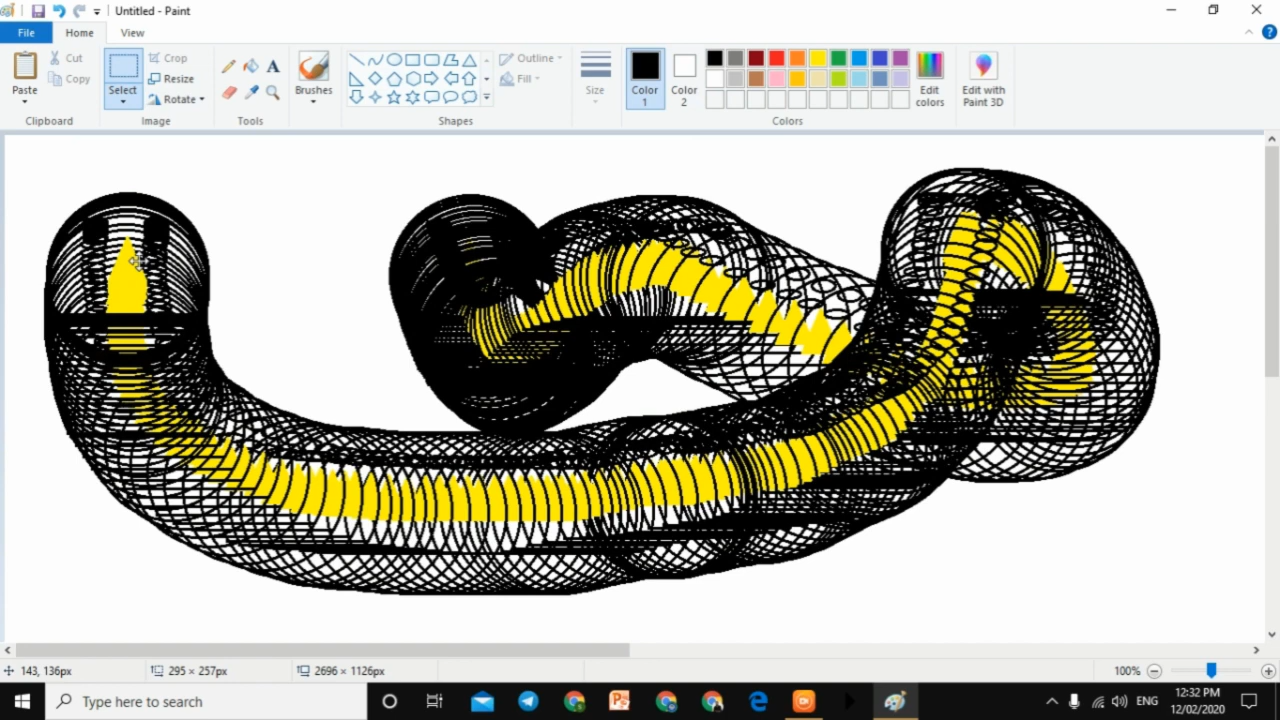 Untitled - Paint
File Home View
Paste
Cut
Copy
Clipboard
Select
Crop
Resize
Rotate
Image
Tools
Brushes
Shapes
Outline
Fill
Size
Color 1
Color 2
Edit colors
Colors
Edit with Paint 3D
143, 136px
295 × 257px
2696 × 1126px
100%
Type here to search
ENG
12:32 PM
12/02/2020